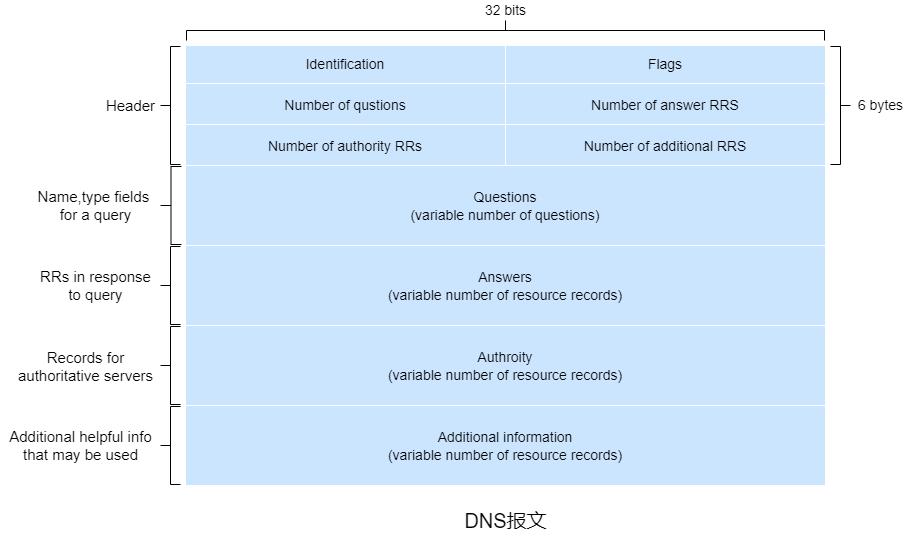 32 bits
Header
Identification
Flags
Number of qustions
Number of answer RRS
Number of authority RRs
Number of additional RRS
6 bytes
Name,type fields
for a query
Questions
(variable number of questions)
RRs in response
to query
Answers
(variable number of resource records)
Records for
authoritative servers
Authroity
(variable number of resource records)
Additional helpful info
that may be used
Additional information
(variable number of resource records)
DNS报文